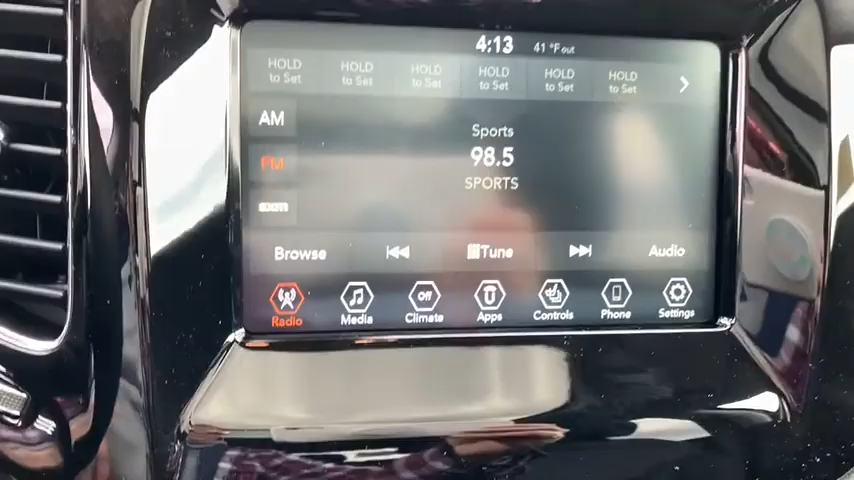 4:13 41 °F out
HOLD to Set HOLD to Set HOLD to Set HOLD to Set HOLD to Set HOLD to Set
AM
Sports
FM
98.5
SPORTS
sxm
Browse Tune Audio
Off
Radio Media Climate Apps Controls Phone Settings